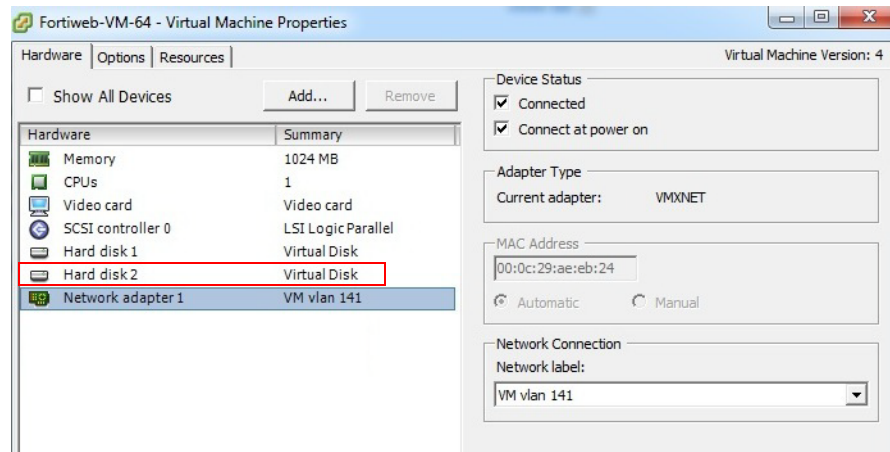 Fortiweb-VM-64 - Virtual Machine Properties
Hardware Options Resources
Virtual Machine Version: 4
Show All Devices
Add...
Remove
Hardware Summary
Memory 1024 MB
CPUs 1
Video card Video card
SCSI controller 0 LSI Logic Parallel
Hard disk 1 Virtual Disk
Hard disk 2 Virtual Disk
Network adapter 1 VM vlan 141
Device Status
Connected
Connect at power on
Adapter Type
Current adapter: VMXNET
MAC Address
00:0c:29:ae:eb:24
Automatic Manual
Network Connection
Network label:
VM vlan 141